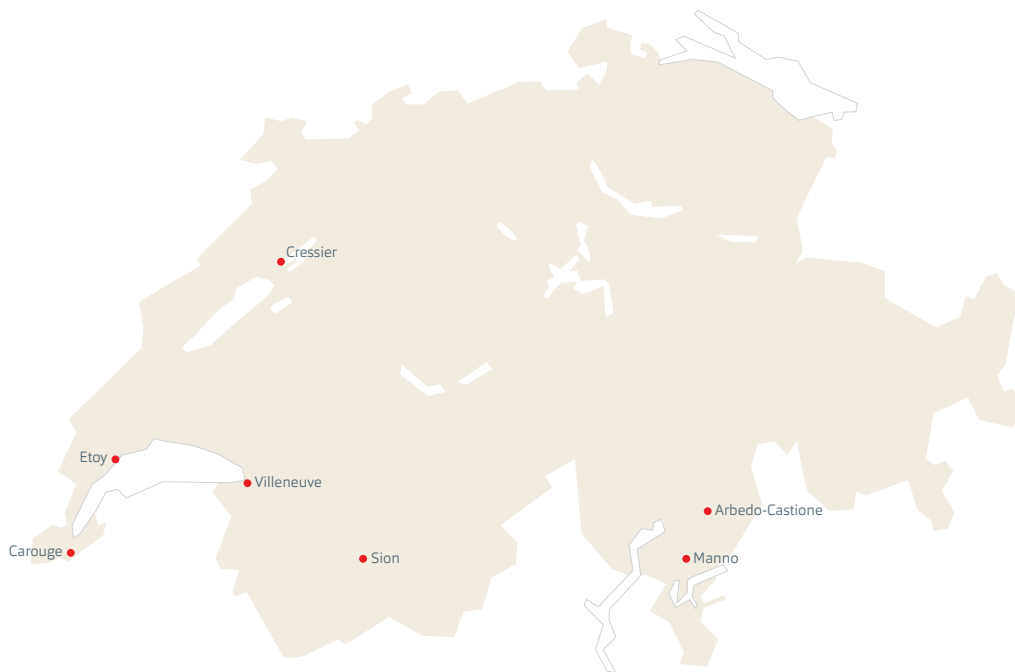 Cressier
Etoy
Villeneuve
Arbedo-Castione
Carouge
Sion
Manno